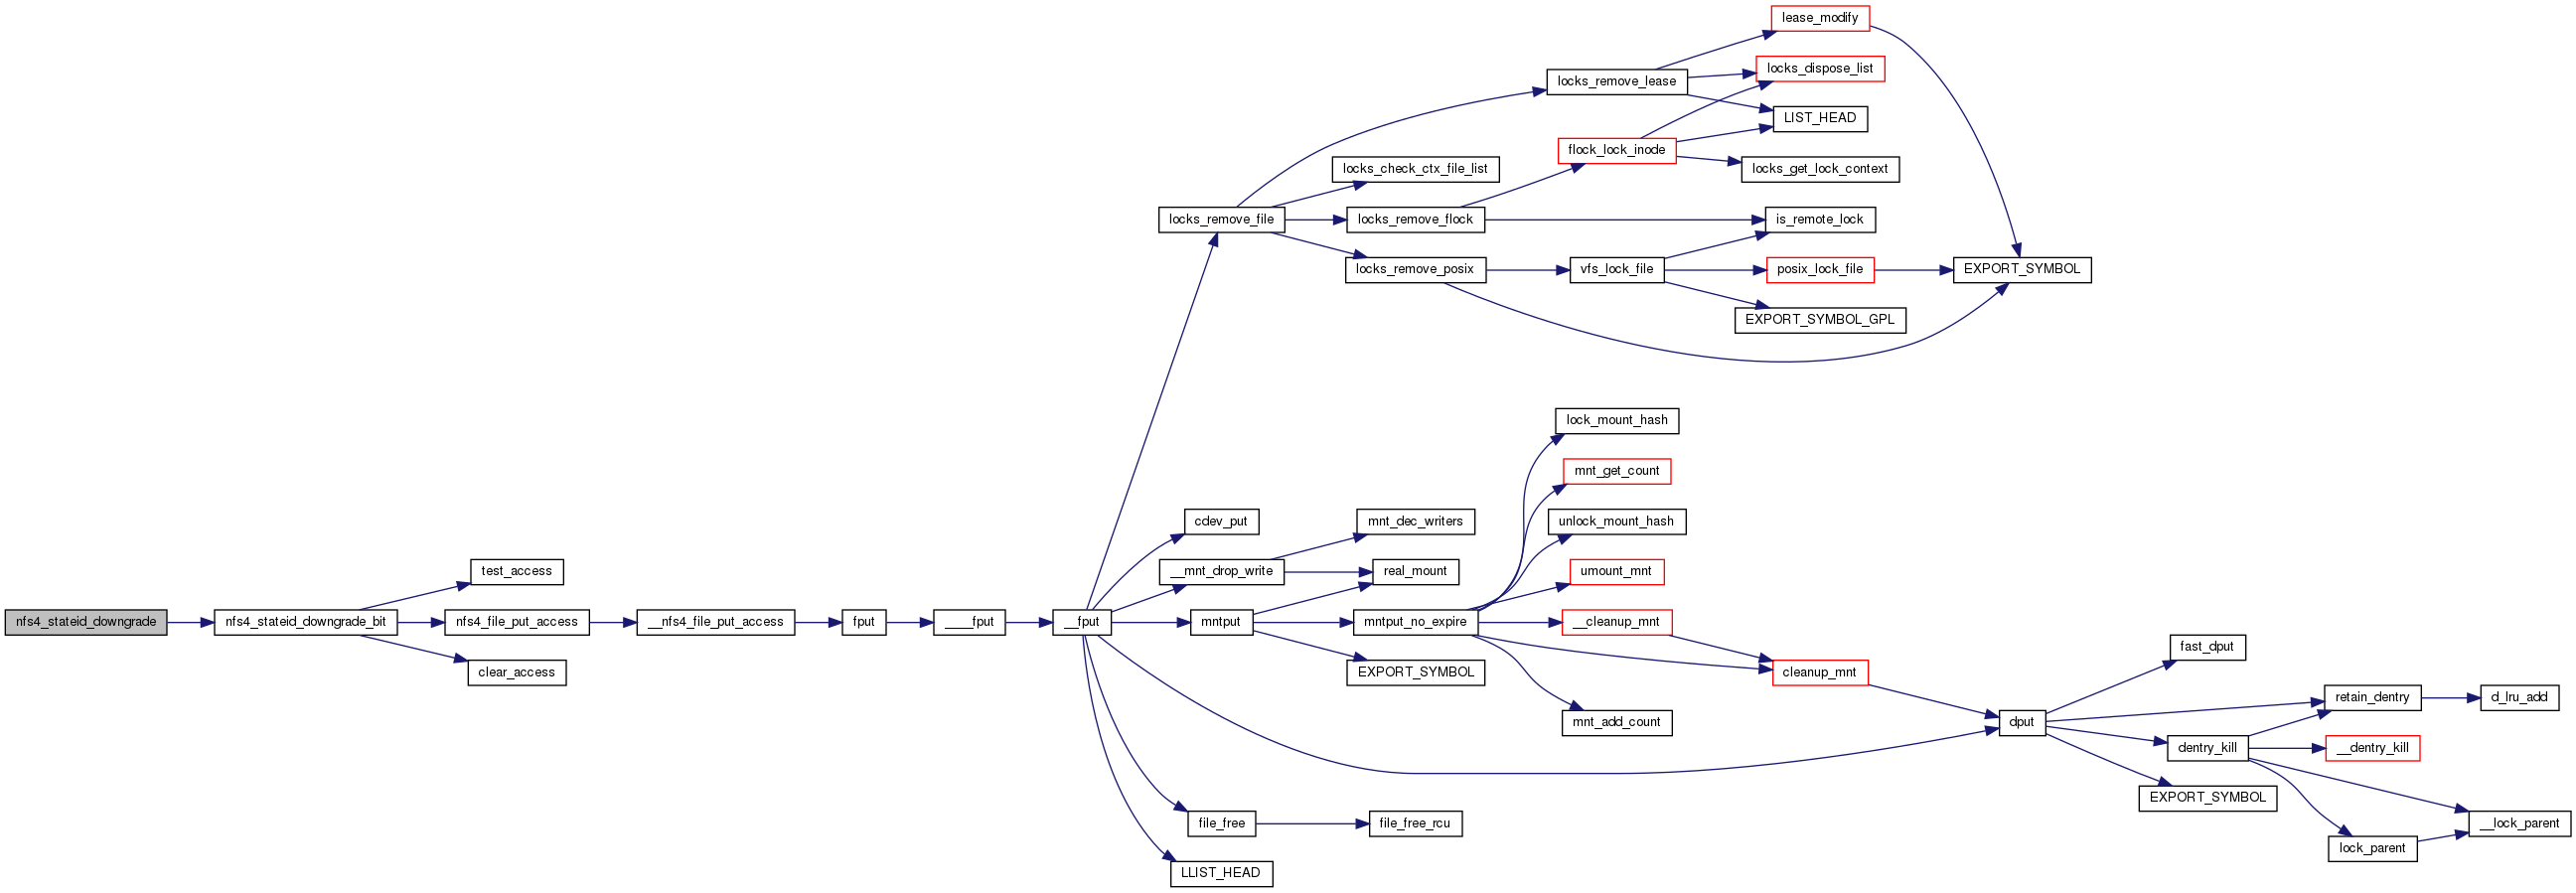 lease_modify
locks_dispose_list
locks_remove_lease
LIST_HEAD
flock_lock_inode
locks_check_ctx_file_list
locks_get_lock_context
locks_remove_file
locks_remove_flock
is_remote_lock
locks_remove_posix
vfs_lock_file
posix_lock_file
EXPORT_SYMBOL
EXPORT_SYMBOL_GPL
lock_mount_hash
mnt_get_count
cdev_put
mnt_dec_writers
unlock_mount_hash
test_access
__mnt_drop_write
real_mount
umount_mnt
nfs4_stateid_downgrade
nfs4_stateid_downgrade_bit
nfs4_file_put_access
__nfs4_file_put_access
fput
____fput
__fput
mntput
mntput_no_expire
__cleanup_mnt
fast_dput
clear_access
EXPORT_SYMBOL
cleanup_mnt
retain_dentry
d_lru_add
mnt_add_count
dput
dentry_kill
__dentry_kill
EXPORT_SYMBOL
file_free
file_free_rcu
__lock_parent
lock_parent
LLIST_HEAD